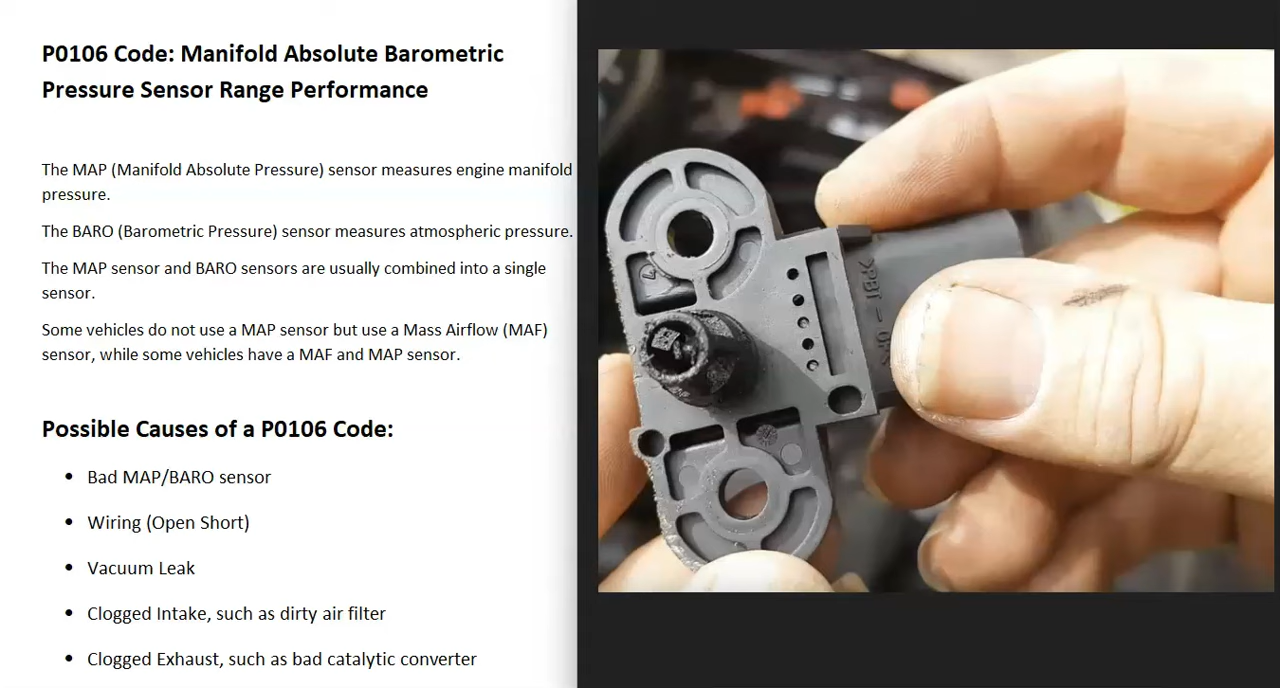 P0106 Code: Manifold Absolute Barometric
Pressure Sensor Range Performance
The MAP (Manifold Absolute Pressure) sensor measures engine manifold
pressure.
The BARO (Barometric Pressure) sensor measures atmospheric pressure.
The MAP sensor and BARO sensors are usually combined into a single
sensor.
Some vehicles do not use a MAP sensor but use a Mass Airflow (MAF)
sensor, while some vehicles have a MAF and MAP sensor.
Possible Causes of a P0106 Code:
• Bad MAP/BARO sensor
• Wiring (Open Short)
• Vacuum Leak
• Clogged Intake, such as dirty air filter
• Clogged Exhaust, such as bad catalytic converter